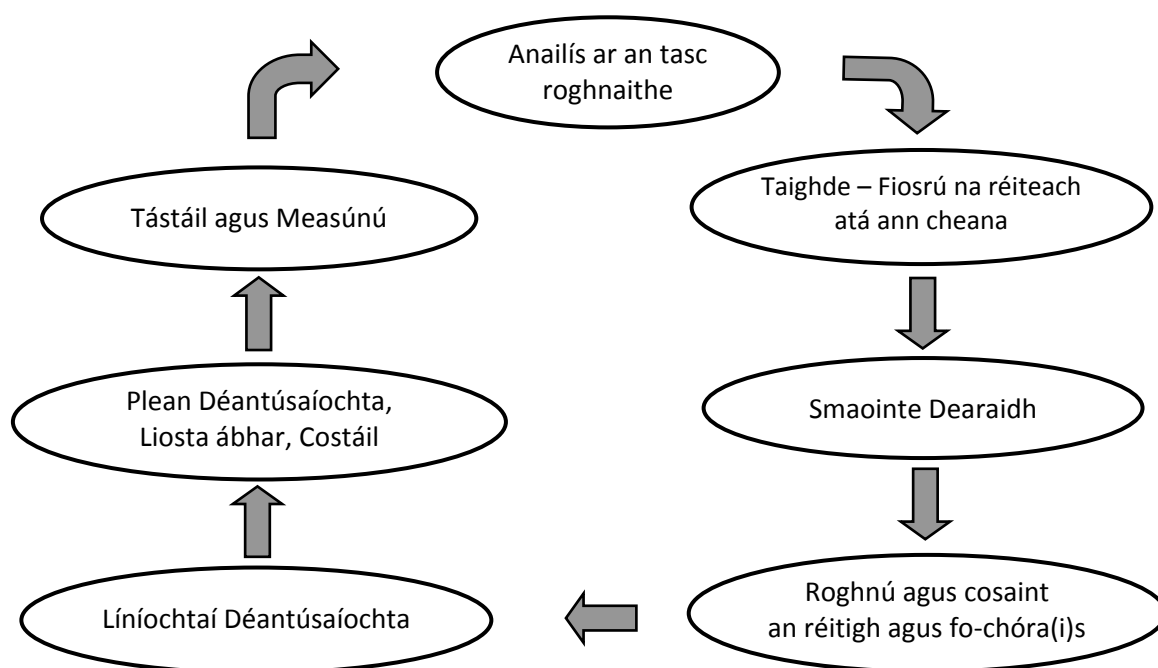 Anailís ar an tasc
roghnaithe
Taighde – Fiosrú na réiteach
atá ann cheana
Smaointe Dearaidh
Roghnú agus cosaint
an réitigh agus fo-chóra(i)s
Líníochtaí Déantúsaíochta
Plean Déantúsaíochta,
Liosta ábhar, Costáil
Tástáil agus Measúnú